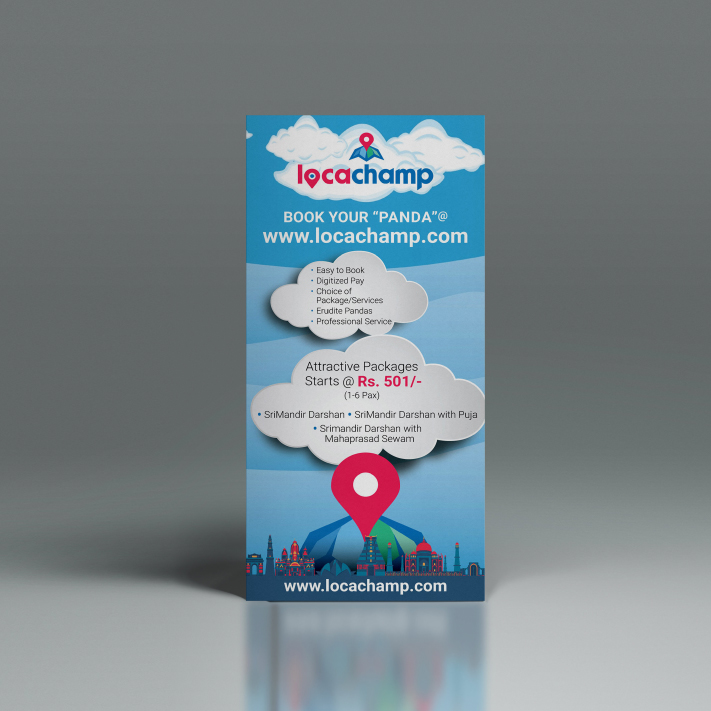 locachamp
BOOK YOUR “PANDA”@
www.locachamp.com
• Easy to Book
• Digitized Pay
• Choice of
Package/Services
• Erudite Pandas
• Professional Service
Attractive Packages
Starts @ Rs. 501/-
(1-6 Pax)
• SriMandir Darshan • SriMandir Darshan with Puja
• Srimandir Darshan with
Mahaprasad Sewam
www.locachamp.com